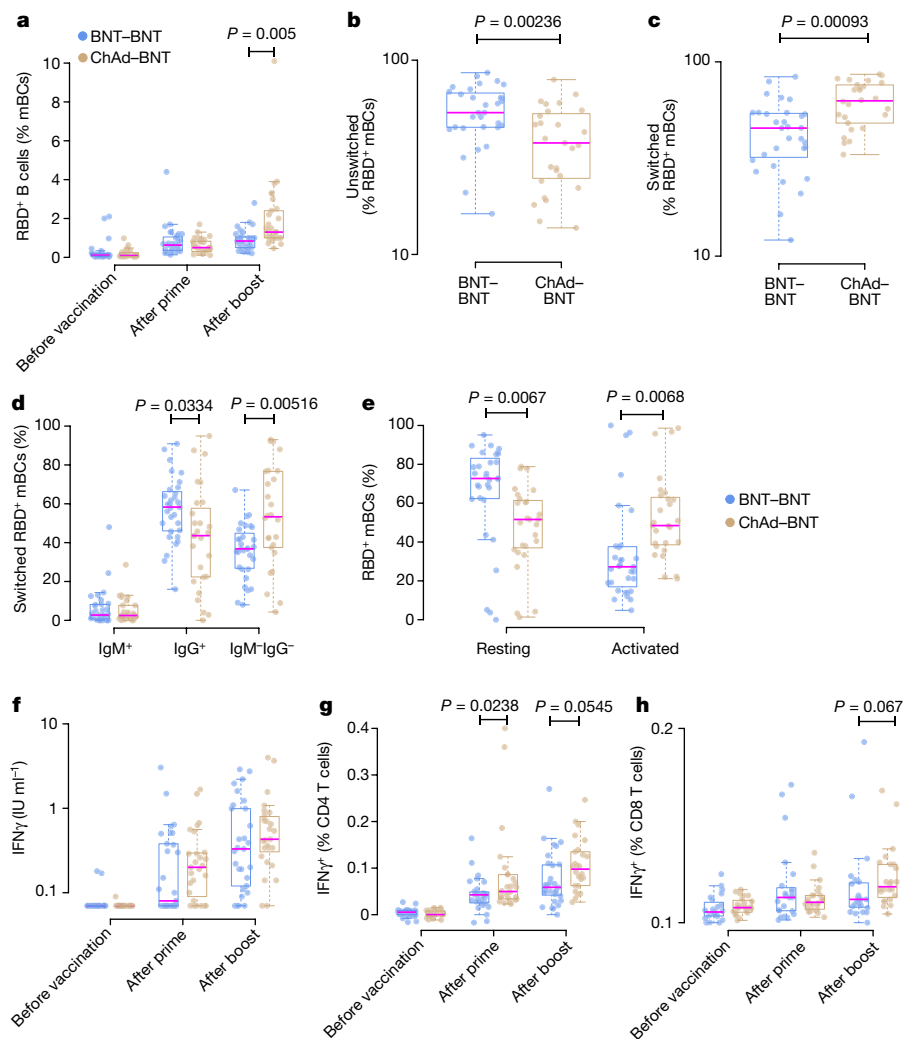 a
BNT–BNT
ChAd–BNT
P = 0.005
RBD+ B cells (% mBCs)
10
8
6
4
2
0
Before vaccination
After prime
After boost
b
P = 0.00236
Unswitched
(% RBD+ mBCs)
100
10
BNT–
BNT
ChAd–
BNT
c
P = 0.00093
Switched
(% RBD+ mBCs)
100
10
BNT–
BNT
ChAd–
BNT
d
P = 0.0334
P = 0.00516
Switched RBD+ mBCs (%)
100
80
60
40
20
0
IgM+
IgG+
IgM–IgG–
e
P = 0.0067
P = 0.0068
RBD+ mBCs (%)
100
80
60
40
20
0
Resting
Activated
BNT–BNT
ChAd–BNT
f
IFNγ (IU ml–1)
10
1
0.1
Before vaccination
After prime
After boost
g
P = 0.0238
P = 0.0545
IFNγ+ (% CD4 T cells)
0.4
0.3
0.2
0.1
0
Before vaccination
After prime
After boost
h
P = 0.067
IFNγ+ (% CD8 T cells)
0.2
0.1
Before vaccination
After prime
After boost